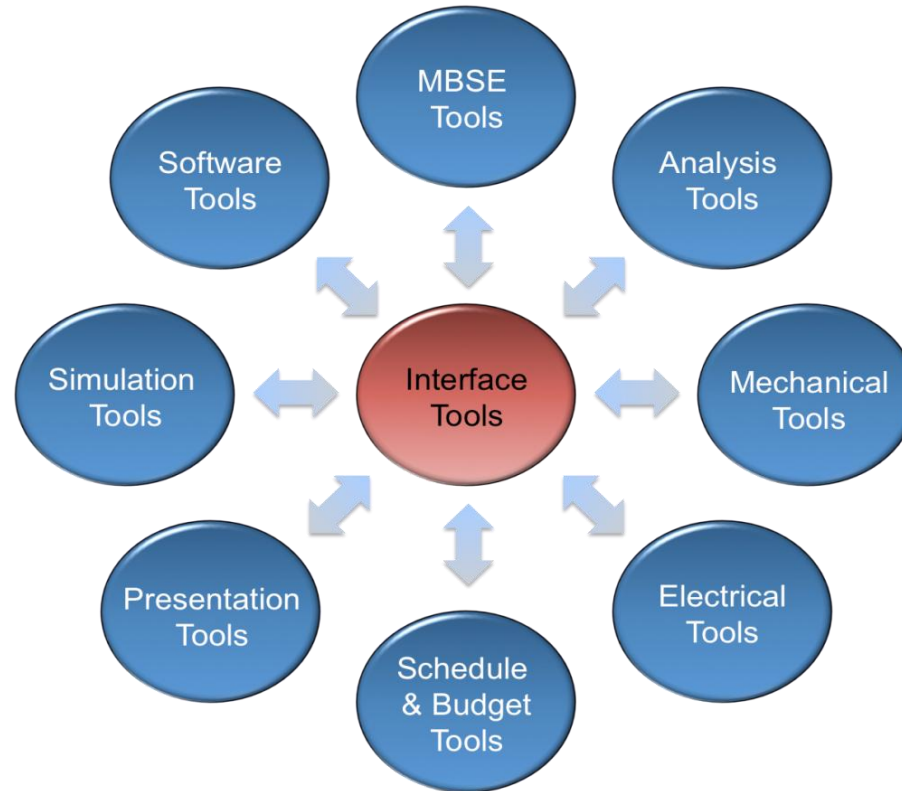 MBSE
Tools
Software
Tools
Analysis
Tools
Simulation
Tools
Interface
Tools
Mechanical
Tools
Presentation
Tools
Electrical
Tools
Schedule
& Budget
Tools